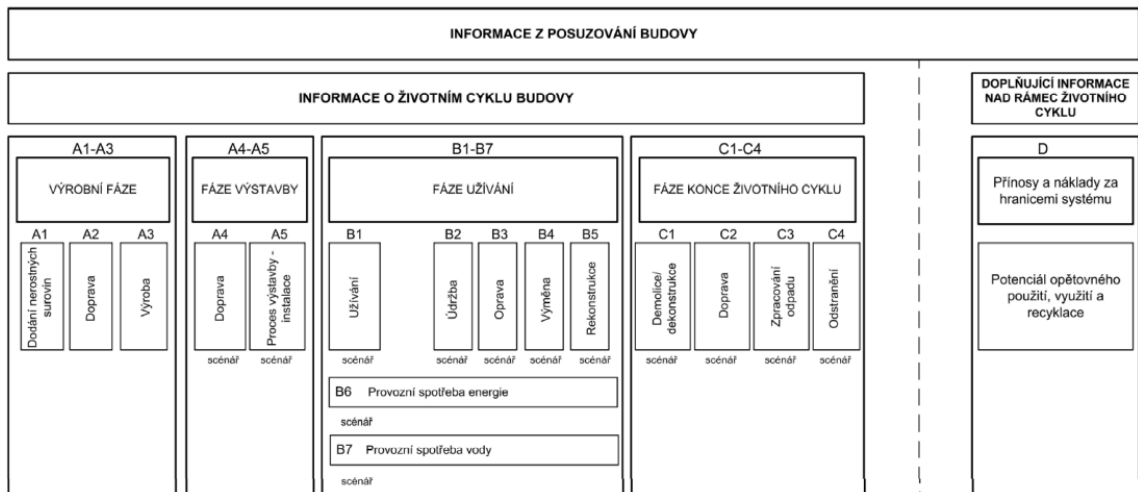 INFORMACE Z POSUZOVÁNÍ BUDOVY
INFORMACE O ŽIVOTNÍM CYKLU BUDOVY
DOPLŇUJÍCÍ INFORMACE
NAD RÁMEC ŽIVOTNÍHO
CYKLU
A1-A3
VÝROBNÍ FÁZE
A1
Dodání nerostných
surovin
A2
Doprava
A3
Výroba
A4-A5
FÁZE VÝSTAVBY
A4
Doprava
scénář
A5
Proces výstavby -
instalace
scénář
B1-B7
FÁZE UŽÍVÁNÍ
B1
Užívání
scénář
B2
Údržba
scénář
B3
Oprava
scénář
B4
Výměna
scénář
B5
Rekonstrukce
scénář
B6 Provozní spotřeba energie
scénář
B7 Provozní spotřeba vody
scénář
C1-C4
FÁZE KONCE ŽIVOTNÍHO CYKLU
C1
Demolice/
dekonstrukce
scénář
C2
Doprava
scénář
C3
Zpracování
odpadu
scénář
C4
Odstranění
scénář
D
Přínosy a náklady za
hranicemi systému
Potenciál opětovného
použití, využití a
recyklace